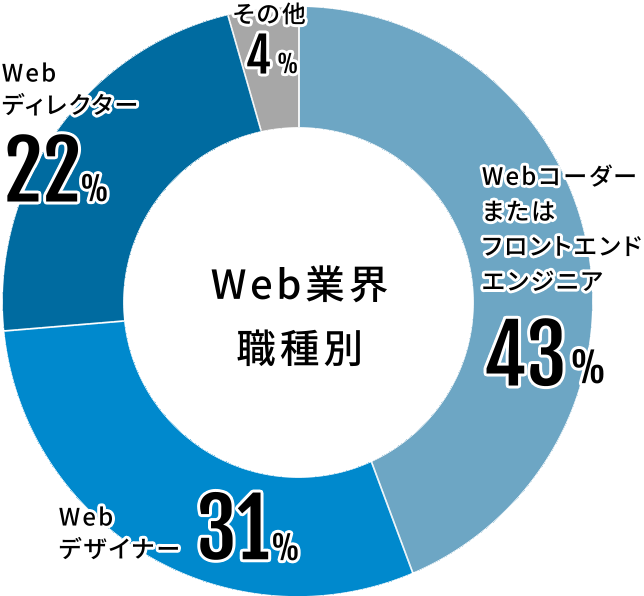 その他
4%
Web
ディレクター
22%
Webコーダー
または
フロントエンド
エンジニア
43%
Web業界
職種別
Web
デザイナー
31%